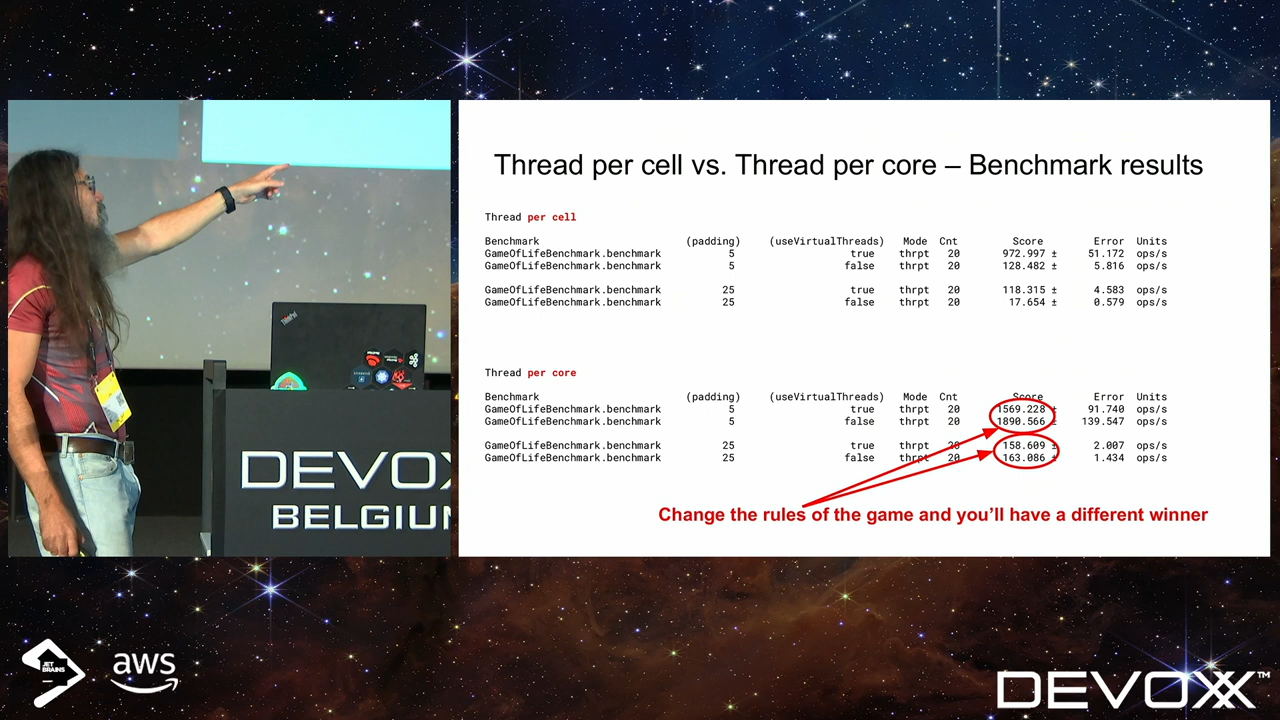 Thread per cell vs. Thread per core – Benchmark results
Thread per cell
Benchmark (padding) (useVirtualThreads) Mode Cnt Score Error Units
GameOfLifeBenchmark.benchmark 5 true thrpt 20 972.997 ± 51.172 ops/s
GameOfLifeBenchmark.benchmark 5 false thrpt 20 128.482 ± 5.816 ops/s
GameOfLifeBenchmark.benchmark 25 true thrpt 20 118.315 ± 4.583 ops/s
GameOfLifeBenchmark.benchmark 25 false thrpt 20 17.654 ± 0.579 ops/s
Thread per core
Benchmark (padding) (useVirtualThreads) Mode Cnt Score Error Units
GameOfLifeBenchmark.benchmark 5 true thrpt 20 1569.228 ± 91.740 ops/s
GameOfLifeBenchmark.benchmark 5 false thrpt 20 1890.566 ± 139.547 ops/s
GameOfLifeBenchmark.benchmark 25 true thrpt 20 158.609 ± 2.007 ops/s
GameOfLifeBenchmark.benchmark 25 false thrpt 20 163.086 ± 1.434 ops/s
Change the rules of the game and you'll have a different winner
ThinkPad
DEVOX
BELGIUM
JET
BRAINS
aws
DEVOXX™